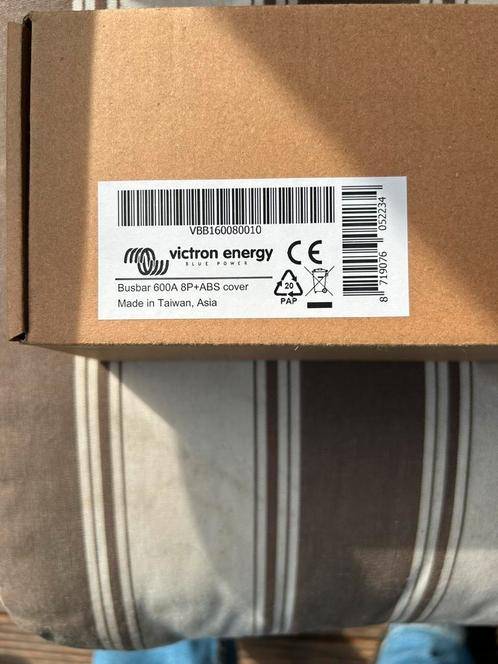 VBB160080010
victron energy
BLUE POWER
CE
20
PAP
Busbar 600A 8P+ABS cover
Made in Taiwan, Asia
8 719076 052234